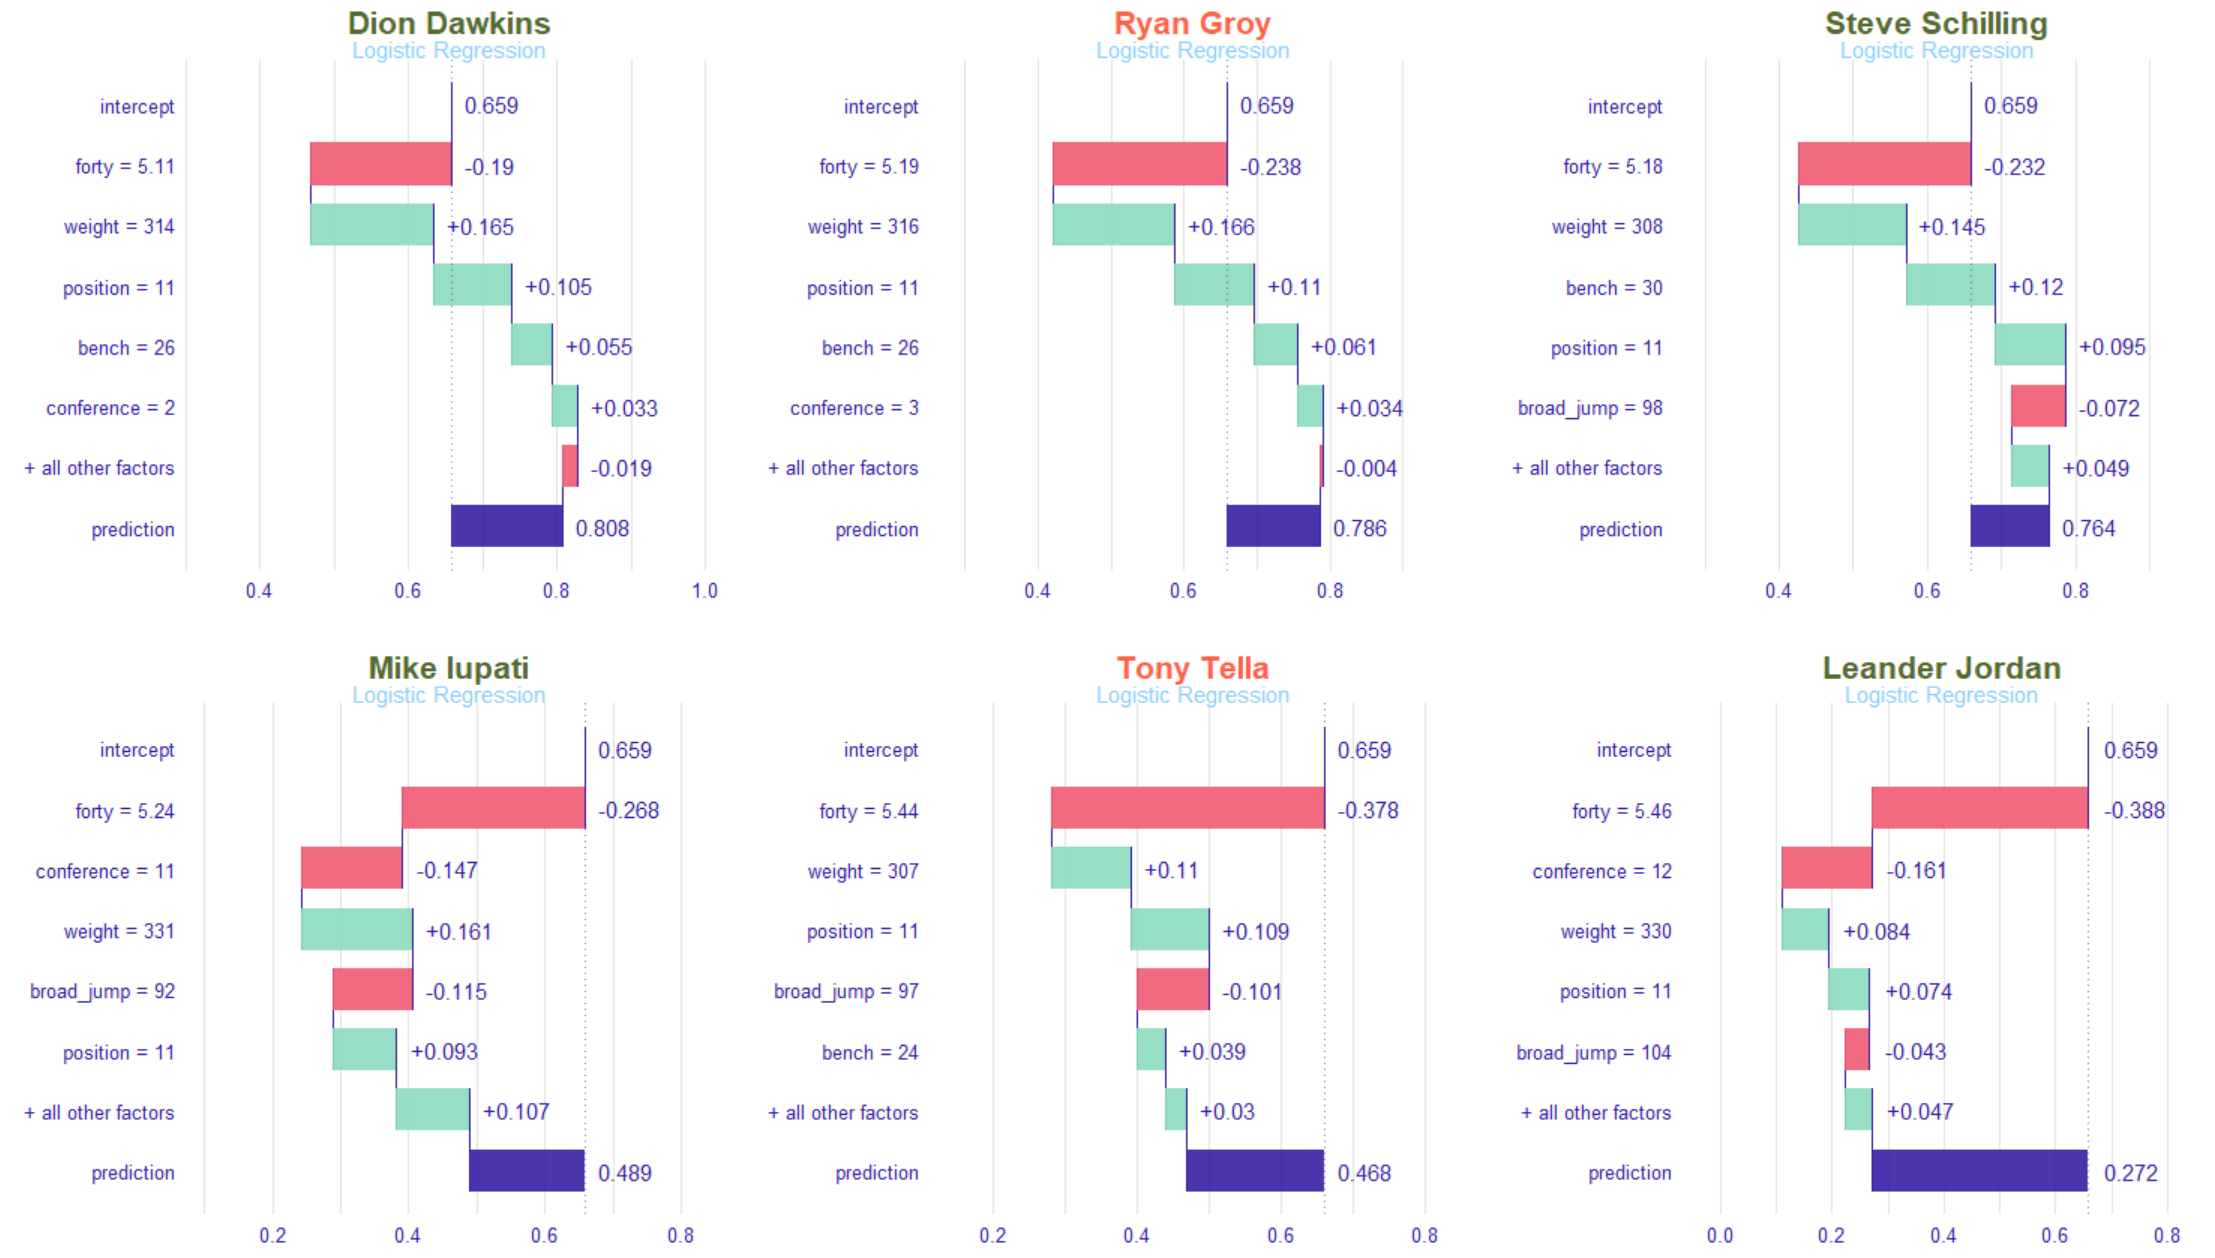 Dion Dawkins
Logistic Regression
intercept 0.659
forty = 5.11 -0.19
weight = 314 +0.165
position = 11 +0.105
bench = 26 +0.055
conference = 2 +0.033
+ all other factors -0.019
prediction 0.808
0.4 0.6 0.8 1.0
Ryan Groy
Logistic Regression
intercept 0.659
forty = 5.19 -0.238
weight = 316 +0.166
position = 11 +0.11
bench = 26 +0.061
conference = 3 +0.034
+ all other factors -0.004
prediction 0.786
0.4 0.6 0.8
Steve Schilling
Logistic Regression
intercept 0.659
forty = 5.18 -0.232
weight = 308 +0.145
bench = 30 +0.12
position = 11 +0.095
broad_jump = 98 -0.072
+ all other factors +0.049
prediction 0.764
0.4 0.6 0.8
Mike Iupati
Logistic Regression
intercept 0.659
forty = 5.24 -0.268
conference = 11 -0.147
weight = 331 +0.161
broad_jump = 92 -0.115
position = 11 +0.093
+ all other factors +0.107
prediction 0.489
0.2 0.4 0.6 0.8
Tony Tella
Logistic Regression
intercept 0.659
forty = 5.44 -0.378
weight = 307 +0.11
position = 11 +0.109
broad_jump = 97 -0.101
bench = 24 +0.039
+ all other factors +0.03
prediction 0.468
0.2 0.4 0.6 0.8
Leander Jordan
Logistic Regression
intercept 0.659
forty = 5.46 -0.388
conference = 12 -0.161
weight = 330 +0.084
position = 11 +0.074
broad_jump = 104 -0.043
+ all other factors +0.047
prediction 0.272
0.0 0.2 0.4 0.6 0.8